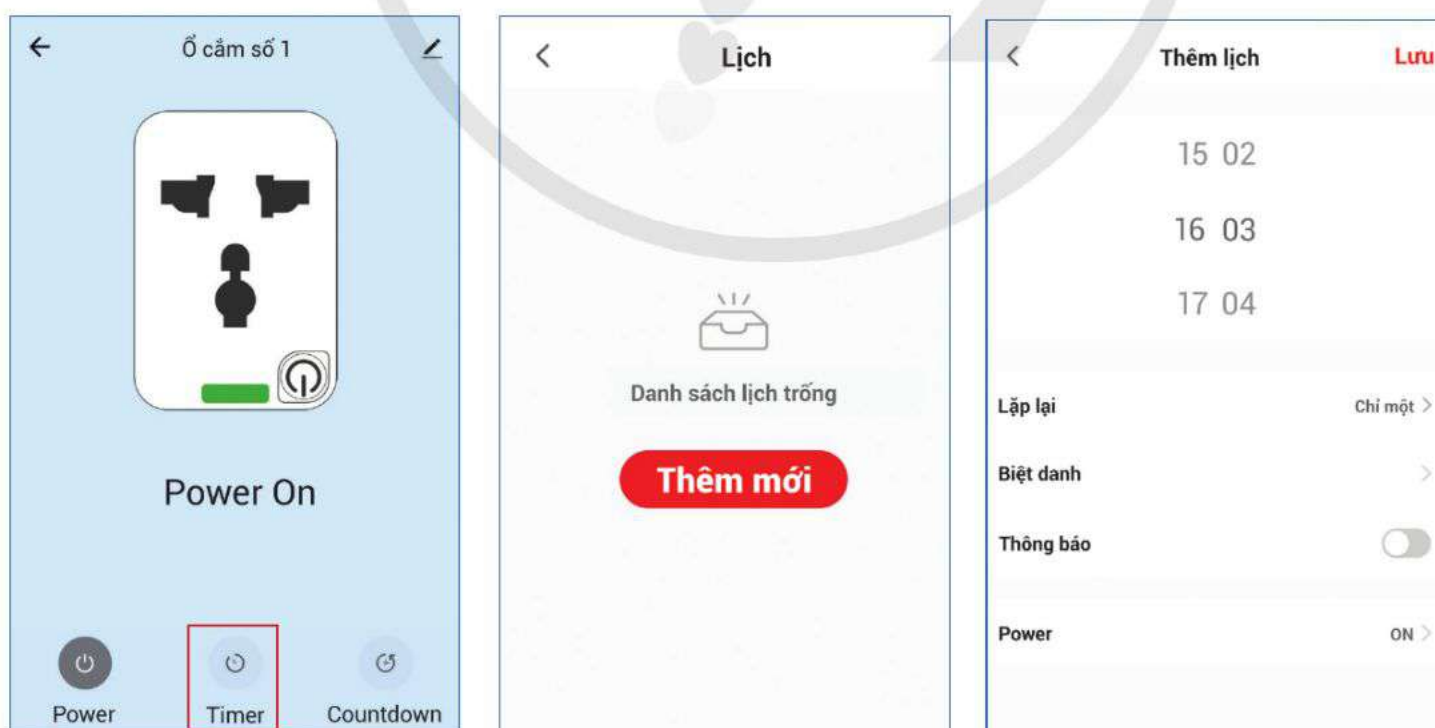 Ổ cắm số 1
Power On
Power Timer Countdown
Lịch
Danh sách lịch trống
Thêm mới
Thêm lịch Lưu
15 02
16 03
17 04
Lặp lại Chỉ một
Biệt danh
Thông báo
Power ON